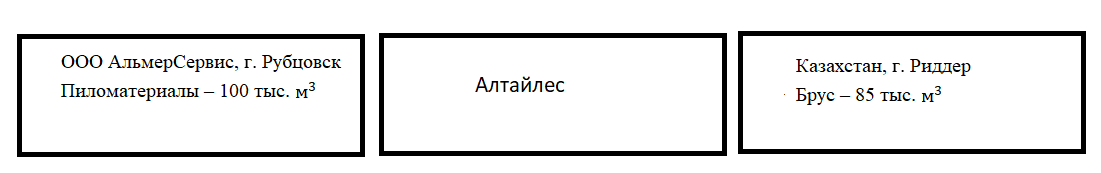 ООО АльмерСервис, г. Рубцовск
Пиломатериалы – 100 тыс. м³
Алтайлес
Казахстан, г. Риддер
Брус – 85 тыс. м³